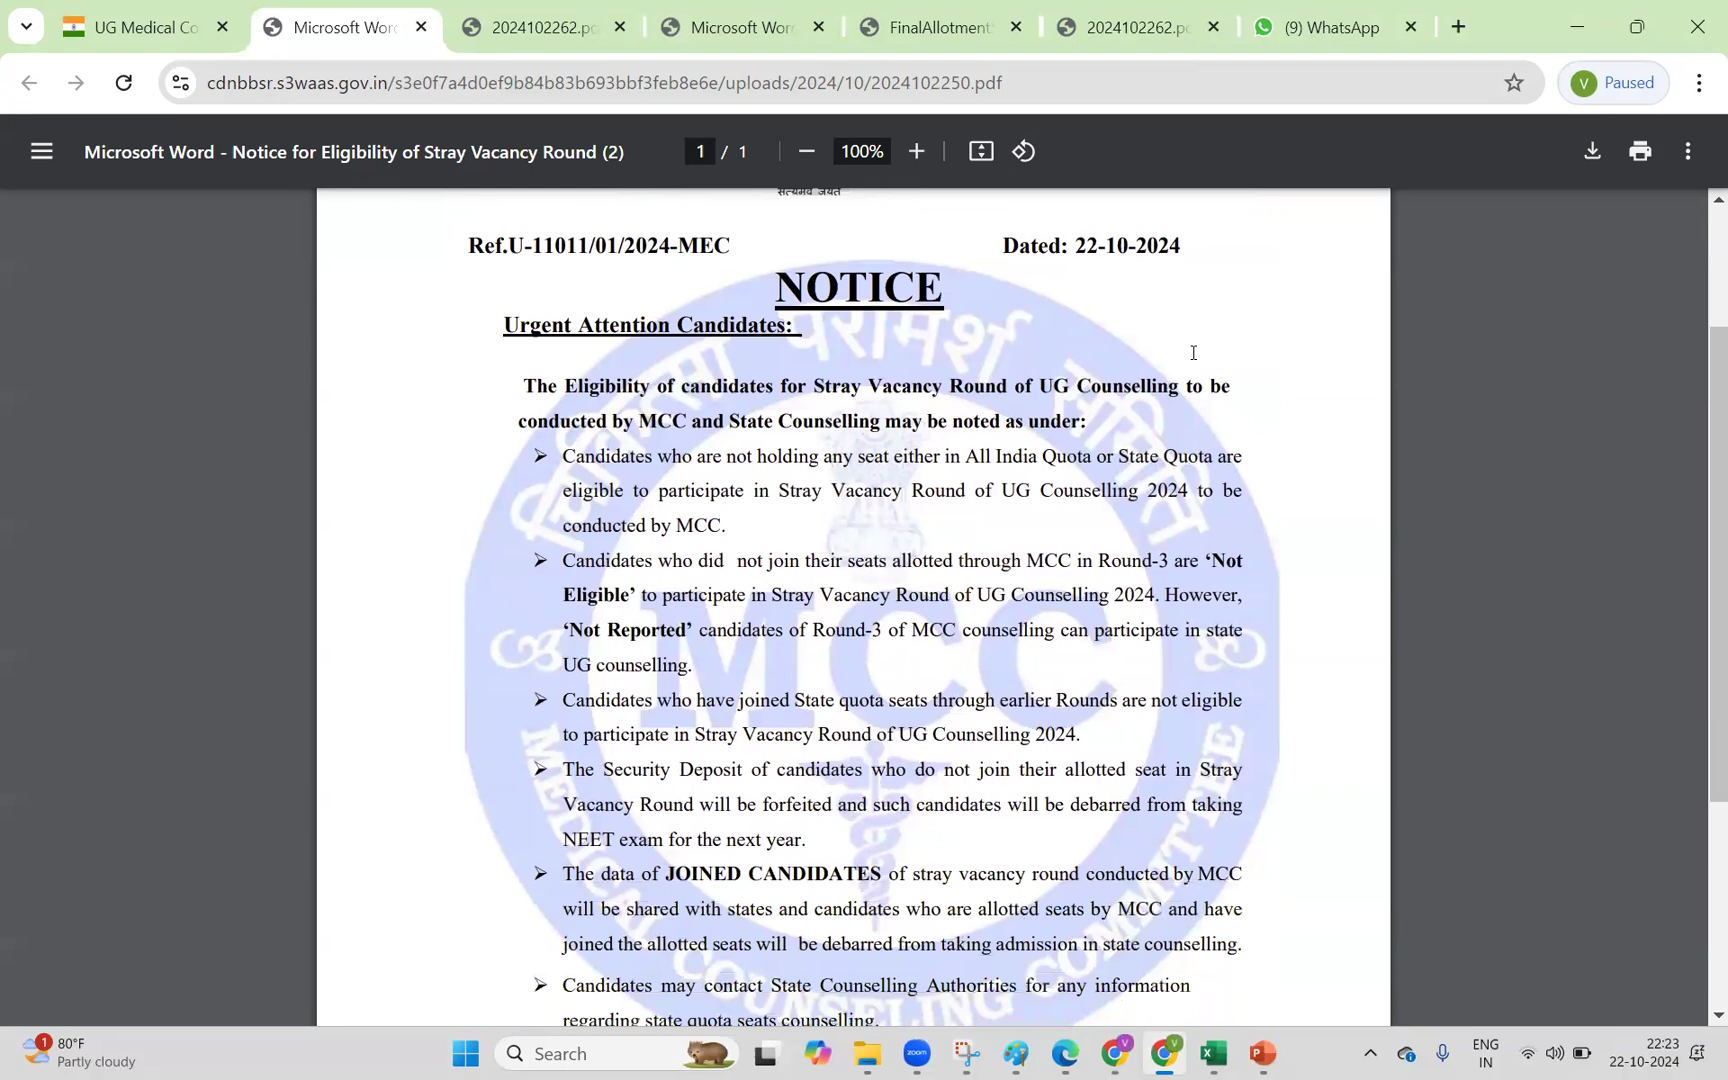 UG Medical Co
Microsoft Wor
2024102262.p
Microsoft Wor
FinalAllotment
2024102262.p
(9) WhatsApp
cdnbbsr.s3waas.gov.in/s3e0f7a4d0ef9b84b83b693bbf3feb8e6e/uploads/2024/10/2024102250.pdf
V Paused
Microsoft Word - Notice for Eligibility of Stray Vacancy Round (2)
1 / 1
100%
सत्यमेव जयते
Ref.U-11011/01/2024-MEC Dated: 22-10-2024
NOTICE
Urgent Attention Candidates:
The Eligibility of candidates for Stray Vacancy Round of UG Counselling to be
conducted by MCC and State Counselling may be noted as under:
➢ Candidates who are not holding any seat either in All India Quota or State Quota are
eligible to participate in Stray Vacancy Round of UG Counselling 2024 to be
conducted by MCC.
➢ Candidates who did not join their seats allotted through MCC in Round-3 are ‘Not
Eligible’ to participate in Stray Vacancy Round of UG Counselling 2024. However,
‘Not Reported’ candidates of Round-3 of MCC counselling can participate in state
UG counselling.
➢ Candidates who have joined State quota seats through earlier Rounds are not eligible
to participate in Stray Vacancy Round of UG Counselling 2024.
➢ The Security Deposit of candidates who do not join their allotted seat in Stray
Vacancy Round will be forfeited and such candidates will be debarred from taking
NEET exam for the next year.
➢ The data of JOINED CANDIDATES of stray vacancy round conducted by MCC
will be shared with states and candidates who are allotted seats by MCC and have
joined the allotted seats will be debarred from taking admission in state counselling.
➢ Candidates may contact State Counselling Authorities for any information
regarding state quota seats counselling.
चिकित्सा परामर्श समिति
MCC
MEDICAL COUNSELING COMMITTEE
1
80°F
Partly cloudy
Search
zoom
V
V
ENG
IN
22:23
22-10-2024